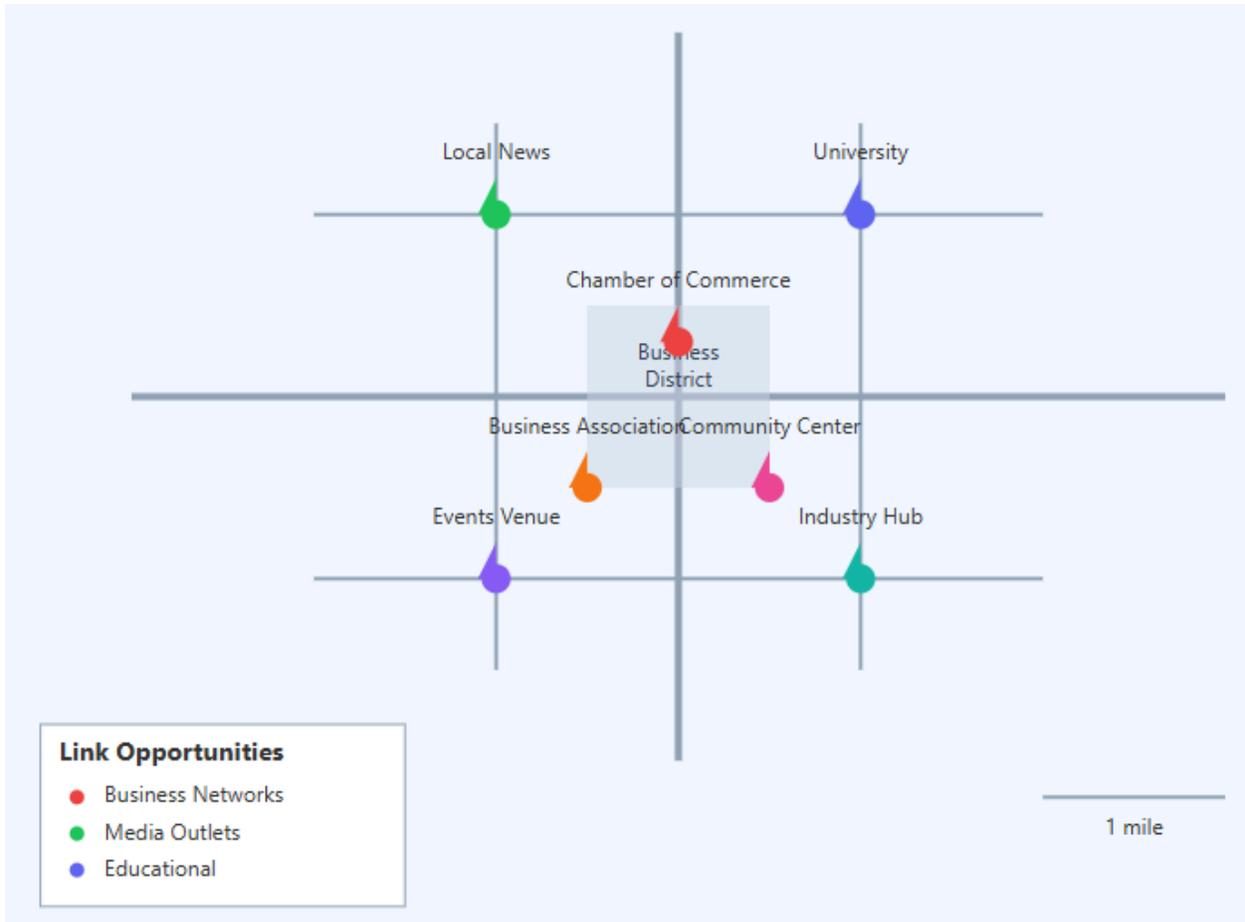 Local News
University
Chamber of Commerce
Business
District
Business Association
Community Center
Events Venue
Industry Hub
Link Opportunities
Business Networks
Media Outlets
Educational
1 mile